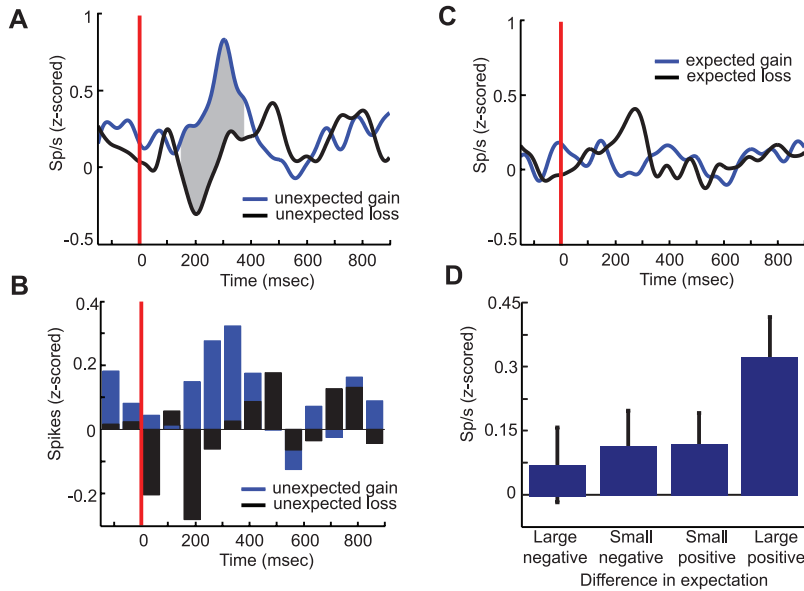 A
1
0.5
0
-0.5
Sp/s (z-scored)
unexpected gain
unexpected loss
0 200 400 600 800
Time (msec)
B
0.4
0.2
0
-0.2
Spikes (z-scored)
unexpected gain
unexpected loss
0 200 400 600 800
Time (msec)
C
1
0.5
0
-0.5
Sp/s (z-scored)
expected gain
expected loss
0 200 400 600 800
Time (msec)
D
0.45
0.3
0.15
0
Sp/s (z-scored)
Large Small Small Large
negative negative positive positive
Difference in expectation